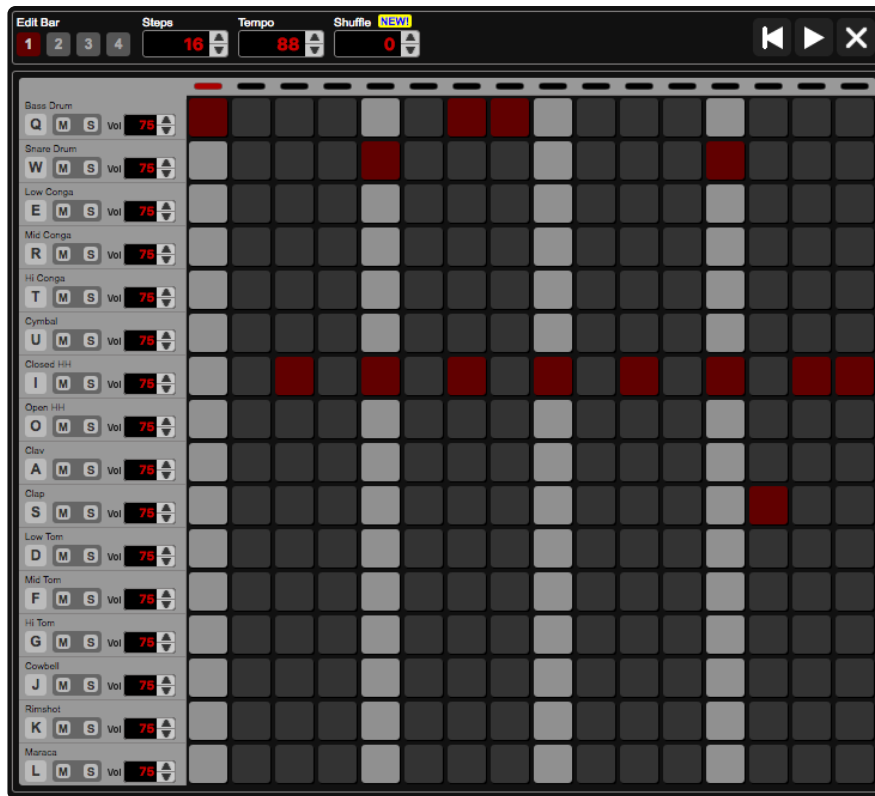 Edit Bar Steps Tempo Shuffle NEW!
1 2 3 4 16 88 0
Bass Drum
Q M S Vol 75
Snare Drum
W M S Vol 75
Low Conga
E M S Vol 75
Mid Conga
R M S Vol 75
Hi Conga
T M S Vol 75
Cymbal
U M S Vol 75
Closed HH
I M S Vol 75
Open HH
O M S Vol 75
Clav
A M S Vol 75
Clap
S M S Vol 75
Low Tom
D M S Vol 75
Mid Tom
F M S Vol 75
Hi Tom
G M S Vol 75
Cowbell
J M S Vol 75
Rimshot
K M S Vol 75
Maraca
L M S Vol 75